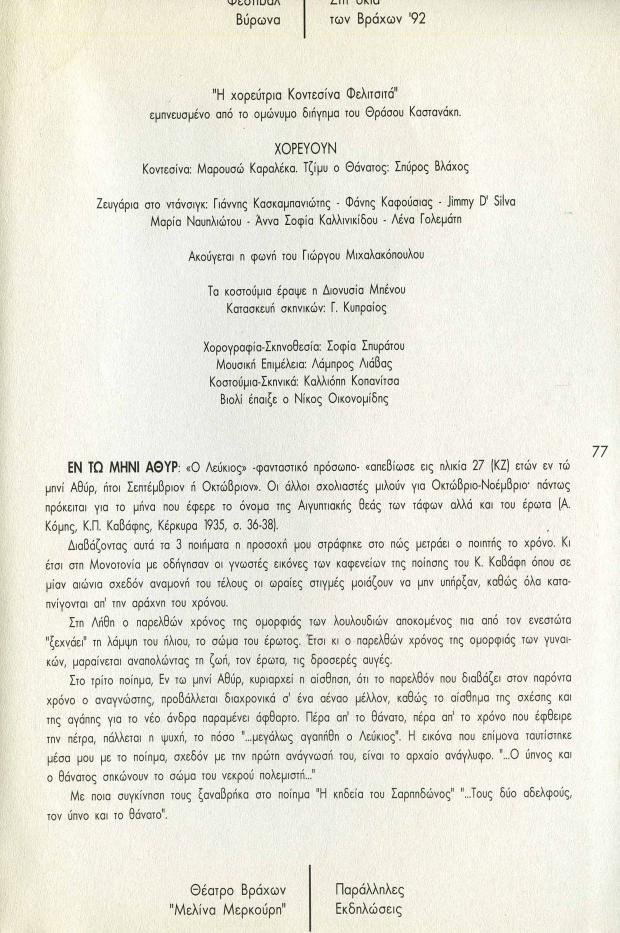 Φεστιβάλ
Βύρωνα
Στη σκιά
των Βράχων '92
"Η χορεύτρια Κοντεσίνα Φελιτσιτά"
εμπνευσμένο από το ομώνυμο διήγημα του Θράσου Καστανάκη.
ΧΟΡΕΥΟΥΝ
Κοντεσίνα: Μαρουσώ Καραλέκα. Τζίμυ ο Θάνατος: Σπύρος Βλάχος
Ζευγάρια στο ντάνσιγκ: Γιάννης Κασκαμπανιώτης - Φάνης Καφούσιας - Jimmy D' Silva
Μαρία Ναυπλιώτου - Άννα Σοφία Καλλινικίδου - Λένα Γολεμάτη
Ακούγεται η φωνή του Γιώργου Μιχαλακόπουλου
Τα κοστούμια έραψε η Διονυσία Μπένου
Κατασκευή σκηνικών: Γ. Κυπραίος
Χορογραφία-Σκηνοθεσία: Σοφία Σπυράτου
Μουσική Επιμέλεια: Λάμπρος Λιάβας
Κοστούμια-Σκηνικά: Καλλιόπη Κοπανίτσα
Βιολί έπαιξε ο Νίκος Οικονομίδης
77
ΕΝ ΤΩ ΜΗΝΙ ΑΘΥΡ: «Ο Λεύκιος» -φανταστικό πρόσωπο- «απεβίωσε εις ηλικία 27 (ΚΖ) ετών εν τώ
μηνί Αθύρ, ήτοι Σεπτέμβριον ή Οκτώβριον». Οι άλλοι σχολιαστές μιλούν για Οκτώβριο-Νοέμβριο· πάντως
πρόκειται για το μήνα που έφερε το όνομα της Αιγυπτιακής θεάς των τάφων αλλά και του έρωτα (Α.
Κόμης, Κ.Π. Καβάφης, Κέρκυρα 1935, σ. 36-38).
Διαβάζοντας αυτά τα 3 ποιήματα η προσοχή μου στράφηκε στο πώς μετράει ο ποιητής το χρόνο. Κι
έτσι στη Μονοτονία με οδήγησαν οι γνωστές εικόνες των καφενείων της ποίησης του Κ. Καβάφη όπου σε
μίαν αιώνια σχεδόν αναμονή του τέλους οι ωραίες στιγμές μοιάζουν να μην υπήρξαν, καθώς όλα κατα-
πνίγονται απ' την αράχνη του χρόνου.
Στη Λήθη ο παρελθών χρόνος της ομορφιάς των λουλουδιών αποκομένος πια από τον ενεστώτα
"ξεχνάει" τη λάμψη του ήλιου, το σώμα του έρωτος. Έτσι κι ο παρελθών χρόνος της ομορφιάς των γυναι-
κών, μαραίνεται αναπολώντας τη ζωή, τον έρωτα, τις δροσερές αυγές.
Στο τρίτο ποίημα, Εν τω μηνί Αθύρ, κυριαρχεί η αίσθηση, ότι το παρελθόν που διαβάζει στον παρόντα
χρόνο ο αναγνώστης, προβάλλεται διαχρονικά σ' ένα αέναο μέλλον, καθώς το αίσθημα της σχέσης και
της αγάπης για το νέο άνδρα παραμένει άφθαρτο. Πέρα απ' το θάνατο, πέρα απ' το χρόνο που έφθειρε
την πέτρα, πάλλεται η ψυχή, το πόσο "...μεγάλως αγαπήθη ο Λεύκιος". Η εικόνα που επίμονα ταυτίστηκε
μέσα μου με το ποίημα, σχεδόν με την πρώτη ανάγνωσή του, είναι το αρχαίο ανάγλυφο. "...Ο ύπνος και
ο θάνατος σηκώνουν το σώμα του νεκρού πολεμιστή..."
Με ποια συγκίνηση τους ξαναβρήκα στο ποίημα "Η κηδεία του Σαρπηδώνος" "...Τους δύο αδελφούς,
τον ύπνο και το θάνατο".
Θέατρο Βράχων
"Μελίνα Μερκούρη"
Παράλληλες
Εκδηλώσεις